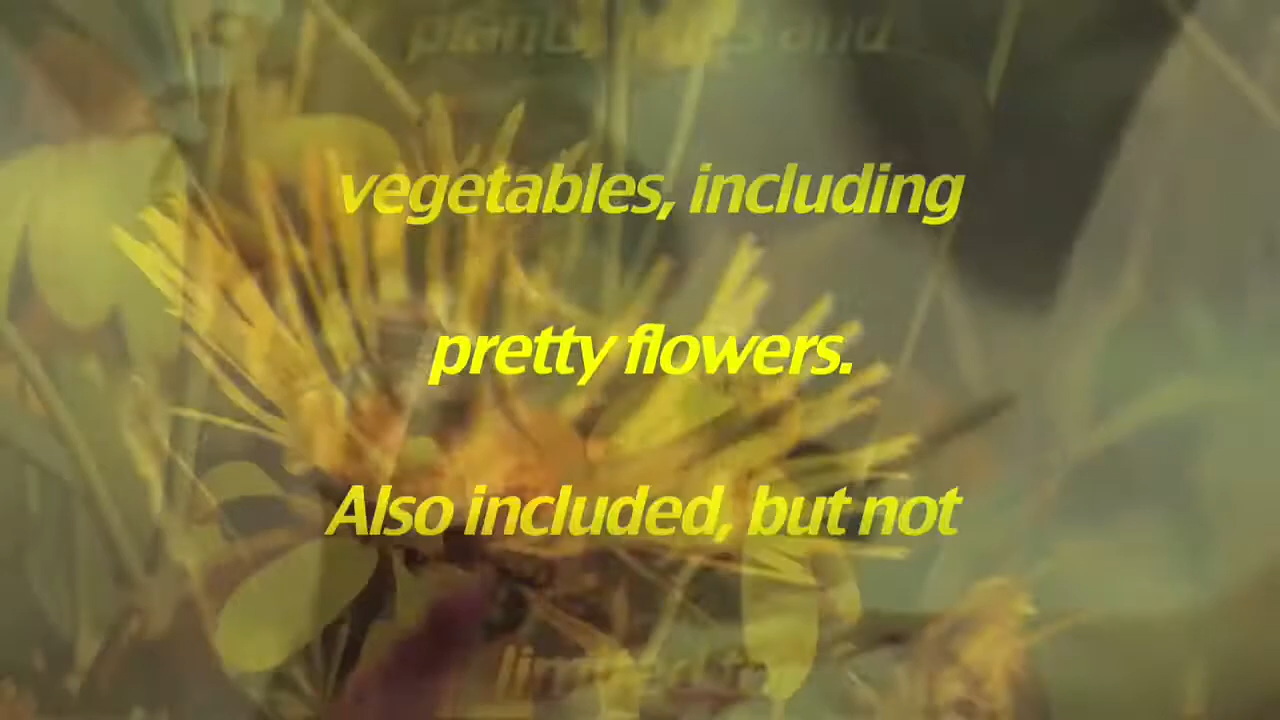 vegetables, including
pretty flowers.
Also included, but not